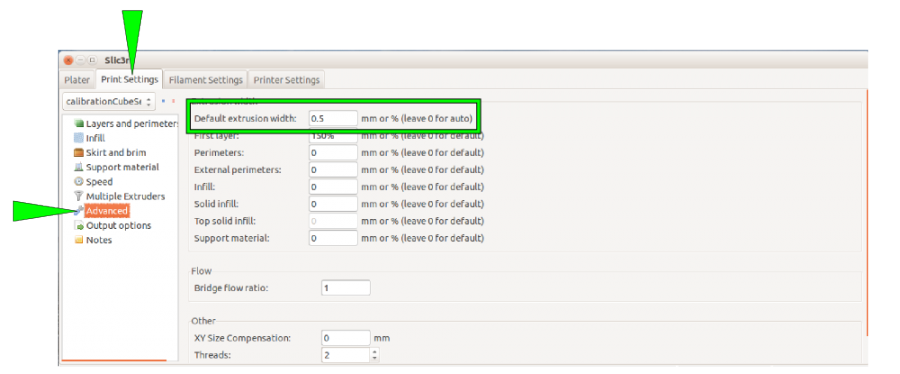 Slic3r
Plater Print Settings Filament Settings Printer Settings
calibrationCubeSe
Extrusion width
Default extrusion width: 0.5 mm or % (leave 0 for auto)
Layers and perimeters
First layer: 150% mm or % (leave 0 for default)
Infill
Perimeters: 0 mm or % (leave 0 for default)
Skirt and brim
External perimeters: 0 mm or % (leave 0 for default)
Support material
Infill: 0 mm or % (leave 0 for default)
Speed
Solid infill: 0 mm or % (leave 0 for default)
Multiple Extruders
Top solid infill: 0 mm or % (leave 0 for default)
Advanced
Support material: 0 mm or % (leave 0 for default)
Output options
Notes
Flow
Bridge flow ratio: 1
Other
XY Size Compensation: 0 mm
Threads: 2